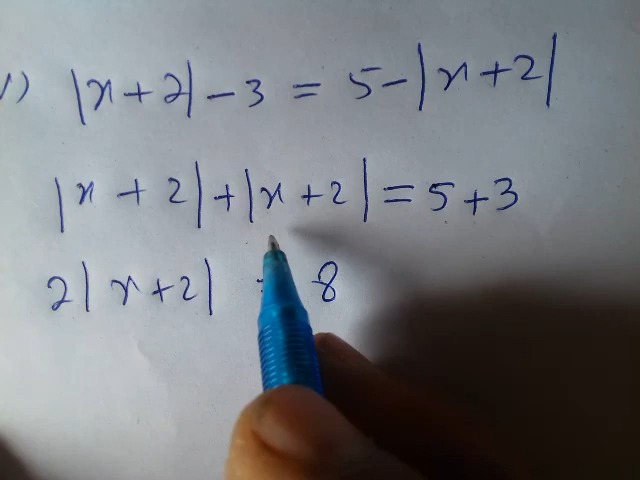 1) |x + 2| - 3 = 5 - |x + 2|
|x + 2| + |x + 2| = 5 + 3
2|x + 2| = 8